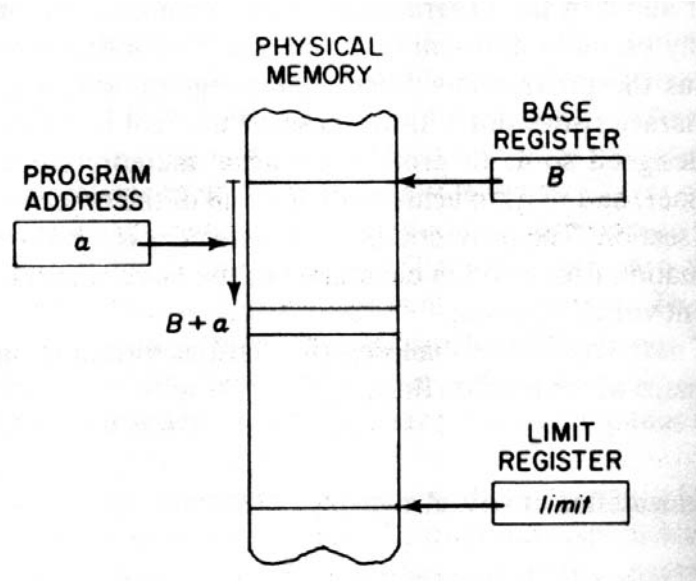 PHYSICAL
MEMORY
BASE
REGISTER
B
PROGRAM
ADDRESS
a
B + a
LIMIT
REGISTER
limit